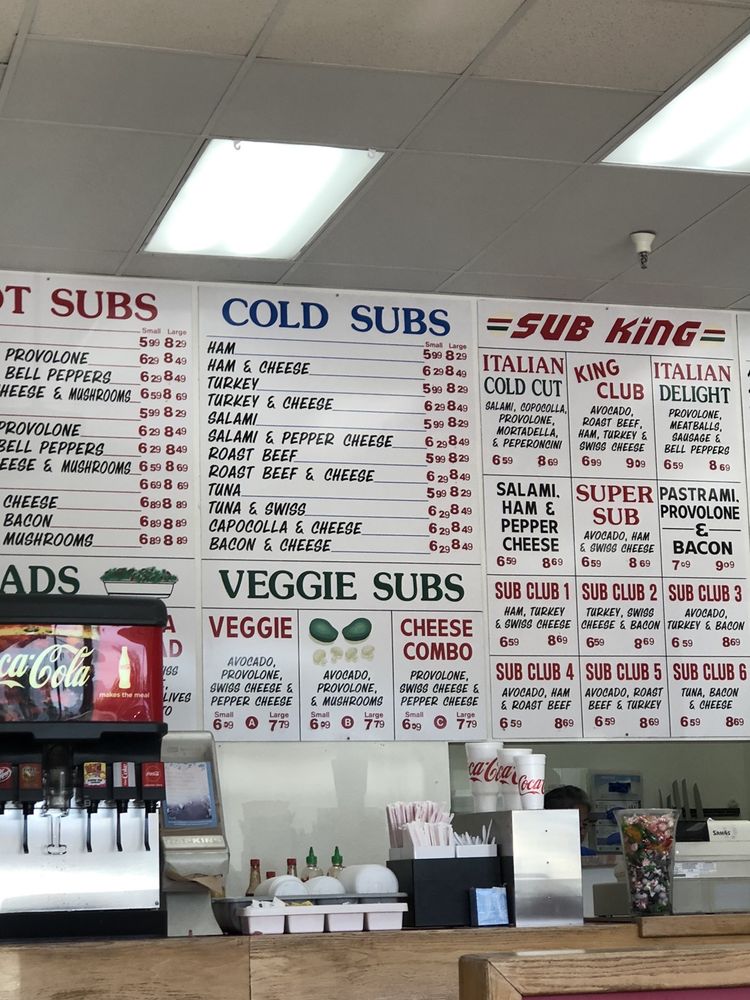 OT SUBS
Small Large
5 99 8 29
PROVOLONE 6 29 8 49
BELL PEPPERS 6 29 8 49
HEESE & MUSHROOMS 6 59 8 69
5 99 8 29
PROVOLONE 6 29 8 49
BELL PEPPERS 6 29 8 49
EESE & MUSHROOMS 6 59 8 69
6 69 8 69
CHEESE 6 89 8 89
BACON 6 89 8 89
MUSHROOMS 6 89 8 89
ADS
COLD SUBS
Small Large
HAM 5 99 8 29
HAM & CHEESE 6 29 8 49
TURKEY 5 99 8 29
TURKEY & CHEESE 6 29 8 49
SALAMI 5 99 8 29
SALAMI & PEPPER CHEESE 6 29 8 49
ROAST BEEF 5 99 8 29
ROAST BEEF & CHEESE 6 29 8 49
TUNA 5 99 8 29
TUNA & SWISS 6 29 8 49
CAPOCOLLA & CHEESE 6 29 8 49
BACON & CHEESE 6 29 8 49
VEGGIE SUBS
VEGGIE
AVOCADO,
PROVOLONE,
SWISS CHEESE &
PEPPER CHEESE
Small Large
A 7 79
AVOCADO,
PROVOLONE,
& MUSHROOMS
Small Large
B 7 79
CHEESE
COMBO
PROVOLONE,
SWISS CHEESE &
PEPPER CHEESE
Small Large
C 7 79
SUB KING
ITALIAN
COLD CUT
SALAMI, COPOCOLLA,
PROVOLONE,
MORTADELLA,
& PEPERONCINI
6 59 8 69
KING
CLUB
AVOCADO,
ROAST BEEF,
HAM, TURKEY &
SWISS CHEESE
6 99 9 09
ITALIAN
DELIGHT
PROVOLONE,
MEATBALLS,
SAUSAGE &
BELL PEPPERS
6 59 8 69
SALAMI,
HAM &
PEPPER
CHEESE
6 59 8 69
SUPER
SUB
AVOCADO, HAM
& SWISS CHEESE
6 59 8 69
PASTRAMI,
PROVOLONE
&
BACON
7 09 9 09
SUB CLUB 1
HAM, TURKEY
& SWISS CHEESE
6 59 8 69
SUB CLUB 2
TURKEY, SWISS
CHEESE & BACON
6 59 8 69
SUB CLUB 3
AVOCADO,
TURKEY & BACON
6 59 8 69
SUB CLUB 4
AVOCADO, HAM
& ROAST BEEF
6 59 8 69
SUB CLUB 5
AVOCADO, ROAST
BEEF & TURKEY
6 59 8 69
SUB CLUB 6
TUNA, BACON
& CHEESE
6 59 8 69
Coca-Cola
makes the meal
Coca-Cola
SAM4S